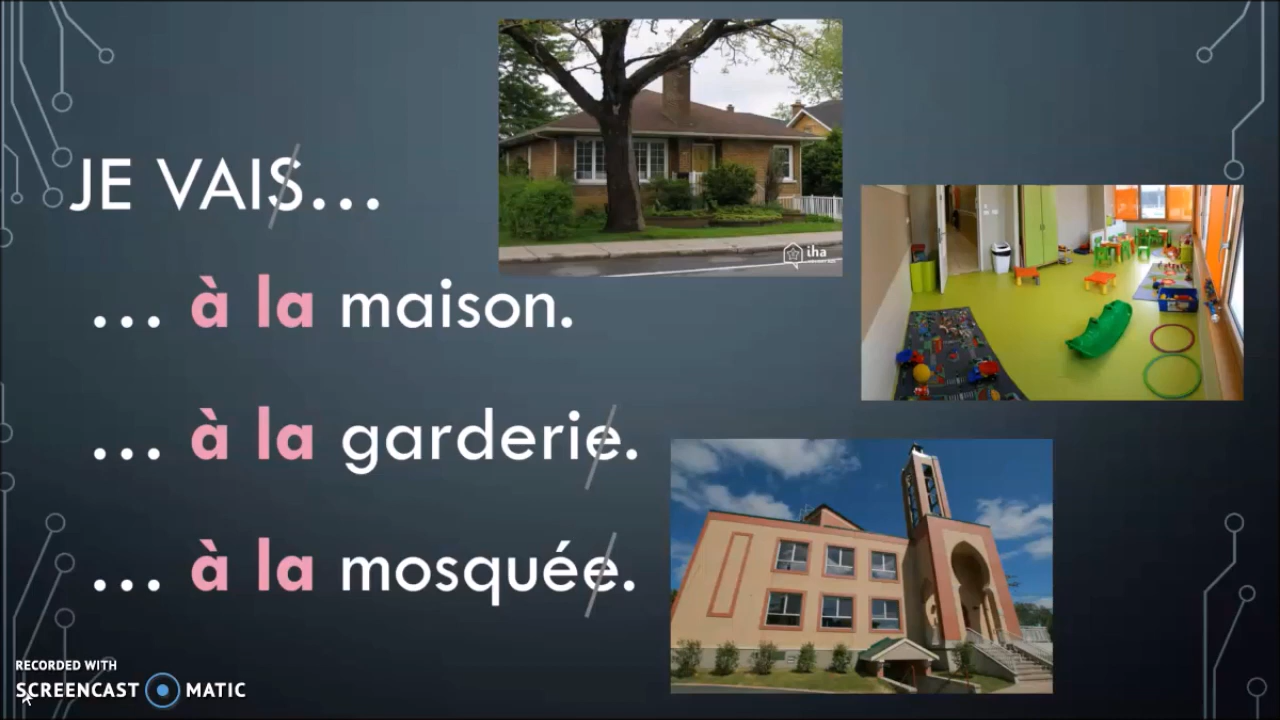 JE VAIS...
... à la maison.
... à la garderie.
... à la mosquée.
iha
RECORDED WITH
SCREENCAST MATIC